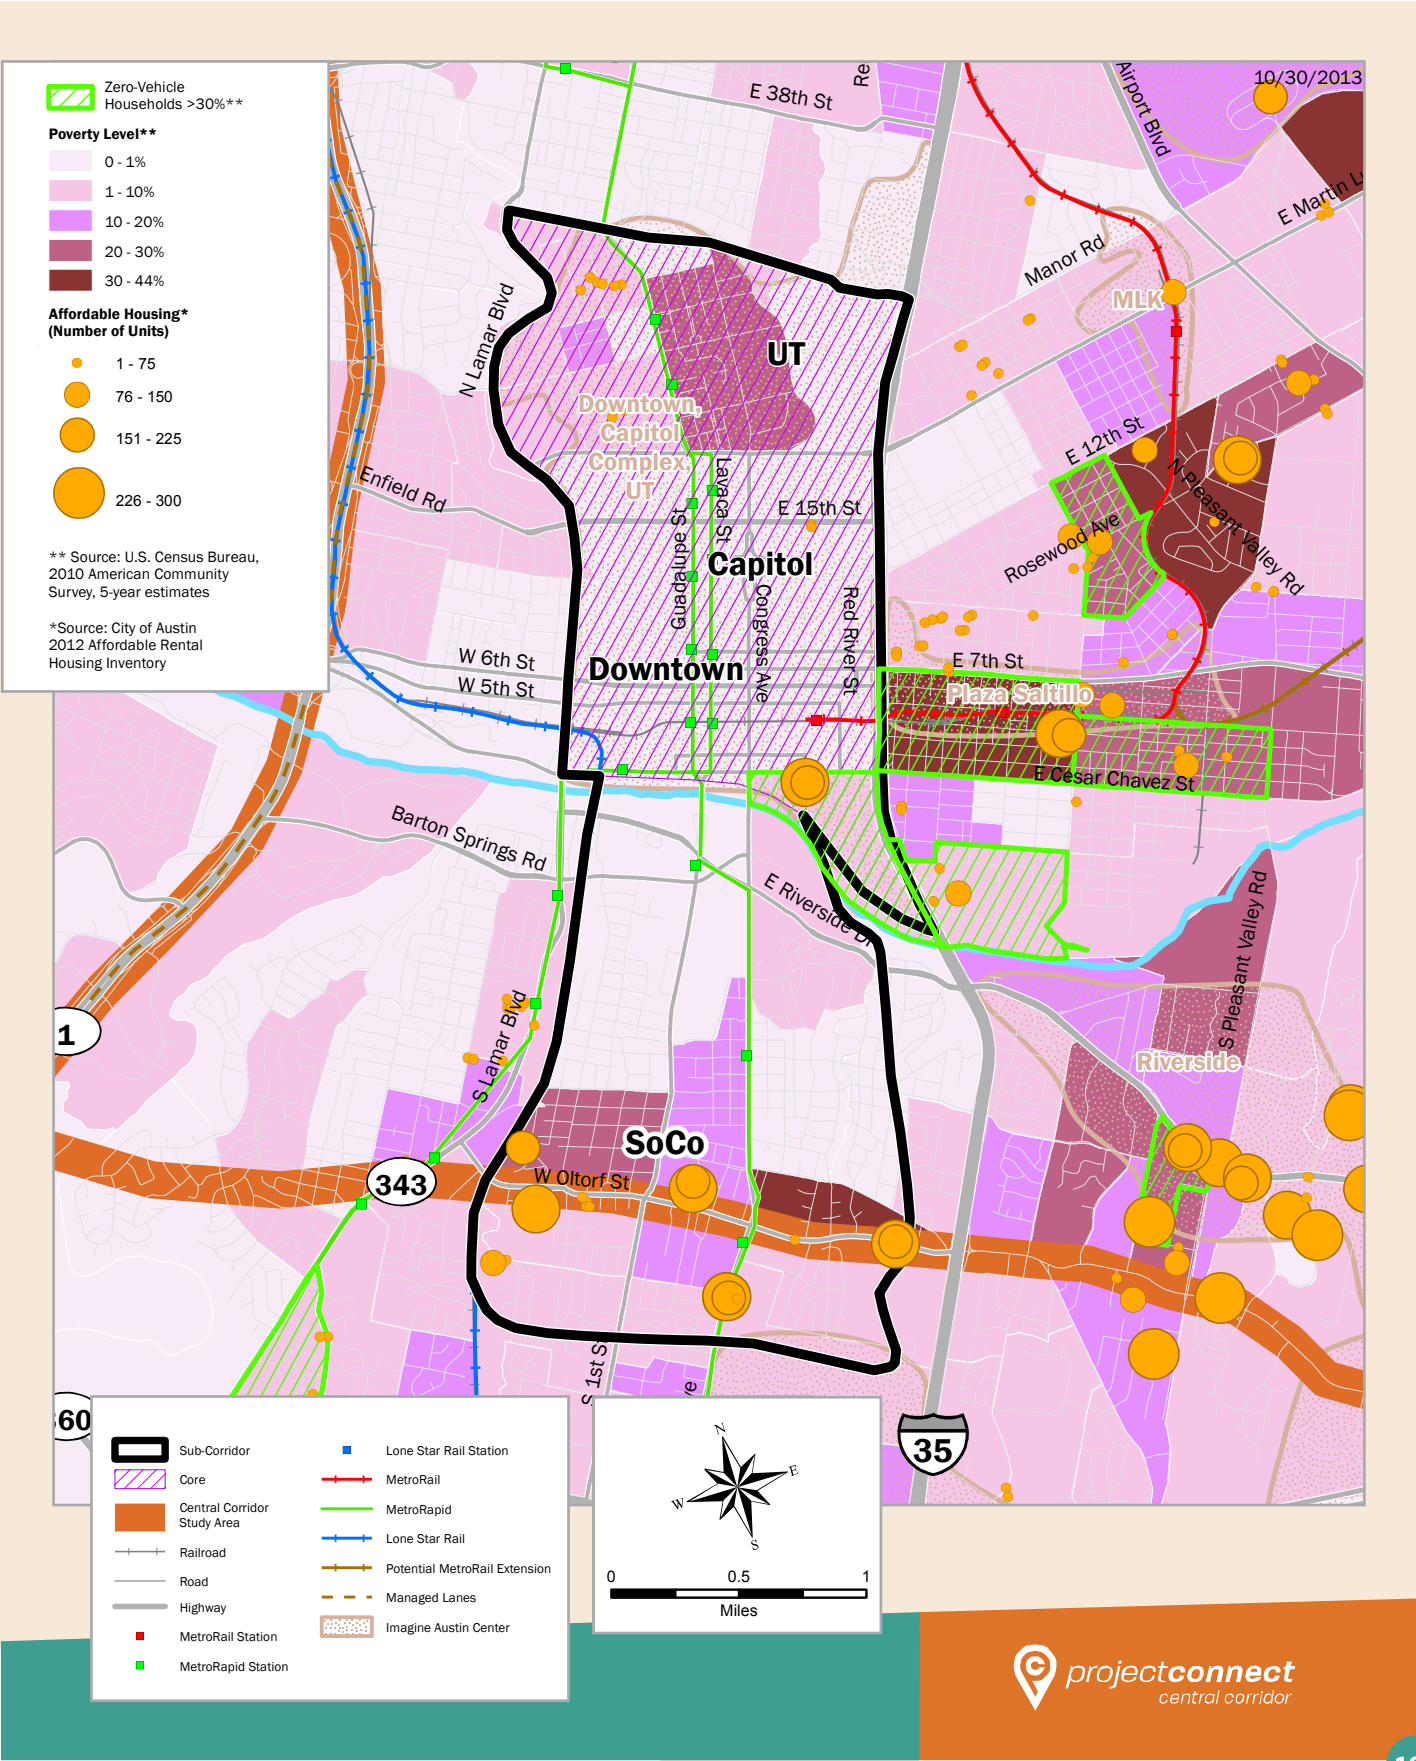 Zero-Vehicle
Households >30%**
Poverty Level**
0 - 1%
1 - 10%
10 - 20%
20 - 30%
30 - 44%
Affordable Housing*
(Number of Units)
1 - 75
76 - 150
151 - 225
226 - 300
** Source: U.S. Census Bureau,
2010 American Community
Survey, 5-year estimates
*Source: City of Austin
2012 Affordable Rental
Housing Inventory
10/30/2013
E 38th St
Re
Airport Blvd
E Martin Lu
Manor Rd
MLK
N Lamar Blvd
UT
Downtown,
Capitol
Complex,
UT
Enfield Rd
Lavaca St
Guadalupe St
E 15th St
Capitol
Congress Ave
Red River St
E 12th St
N Pleasant Valley Rd
Rosewood Ave
W 6th St
W 5th St
Downtown
E 7th St
Plaza Saltillo
E Cesar Chavez St
Barton Springs Rd
E Riverside Dr
S Pleasant Valley Rd
1
S Lamar Blvd
Riverside
SoCo
W Oltorf St
343
S 1st St
ve
360
35
Sub-Corridor
Core
Central Corridor
Study Area
Railroad
Road
Highway
MetroRail Station
MetroRapid Station
Lone Star Rail Station
MetroRail
MetroRapid
Lone Star Rail
Potential MetroRail Extension
Managed Lanes
Imagine Austin Center
N
E
W
S
0 0.5 1
Miles
projectconnect
central corridor